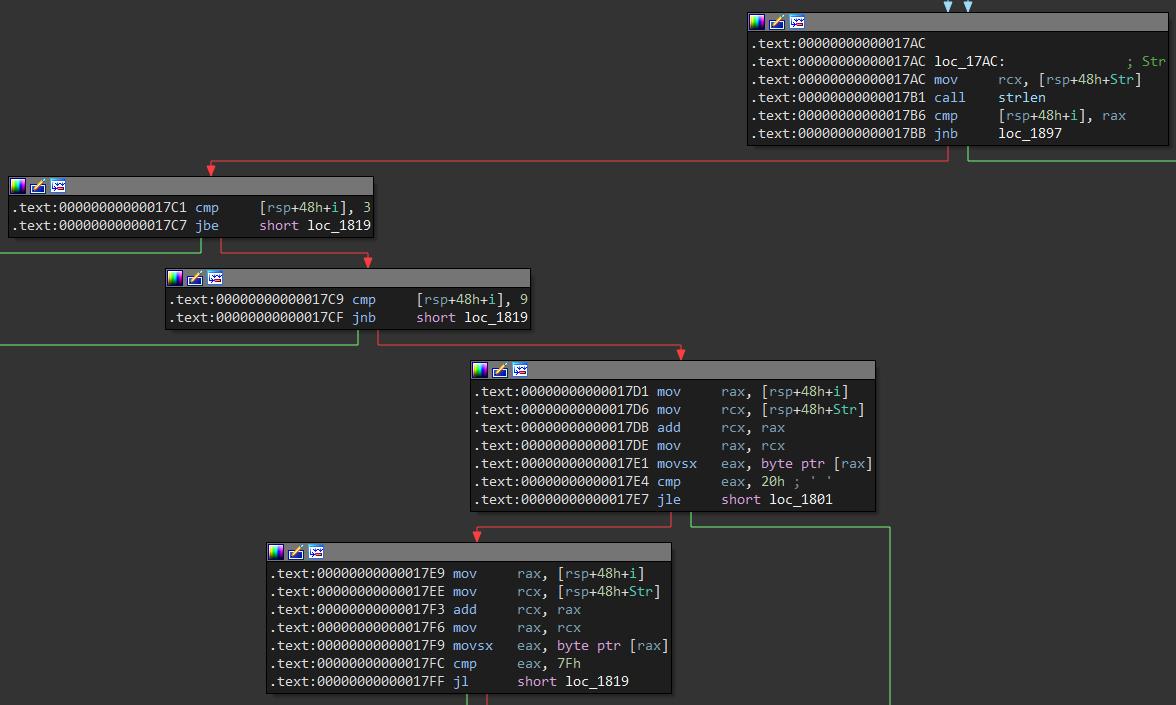 .text:00000000000017AC
.text:00000000000017AC loc_17AC: ; Str
.text:00000000000017AC mov rcx, [rsp+48h+Str]
.text:00000000000017B1 call strlen
.text:00000000000017B6 cmp [rsp+48h+i], rax
.text:00000000000017BB jnb loc_1897
.text:00000000000017C1 cmp [rsp+48h+i], 3
.text:00000000000017C7 jbe short loc_1819
.text:00000000000017C9 cmp [rsp+48h+i], 9
.text:00000000000017CF jnb short loc_1819
.text:00000000000017D1 mov rax, [rsp+48h+i]
.text:00000000000017D6 mov rcx, [rsp+48h+Str]
.text:00000000000017DB add rcx, rax
.text:00000000000017DE mov rax, rcx
.text:00000000000017E1 movsx eax, byte ptr [rax]
.text:00000000000017E4 cmp eax, 20h ; ' '
.text:00000000000017E7 jle short loc_1801
.text:00000000000017E9 mov rax, [rsp+48h+i]
.text:00000000000017EE mov rcx, [rsp+48h+Str]
.text:00000000000017F3 add rcx, rax
.text:00000000000017F6 mov rax, rcx
.text:00000000000017F9 movsx eax, byte ptr [rax]
.text:00000000000017FC cmp eax, 7Fh
.text:00000000000017FF jl short loc_1819